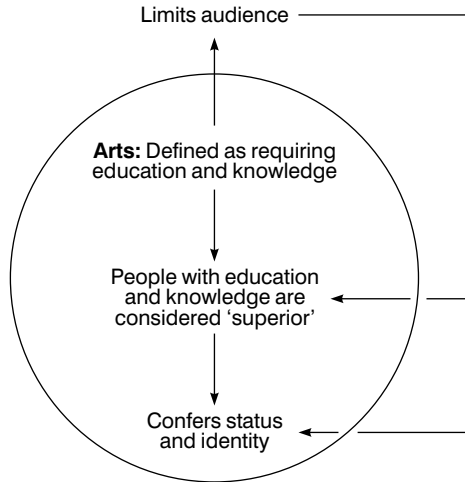 Limits audience
Arts: Defined as requiring
education and knowledge
People with education
and knowledge are
considered ‘superior’
Confers status
and identity